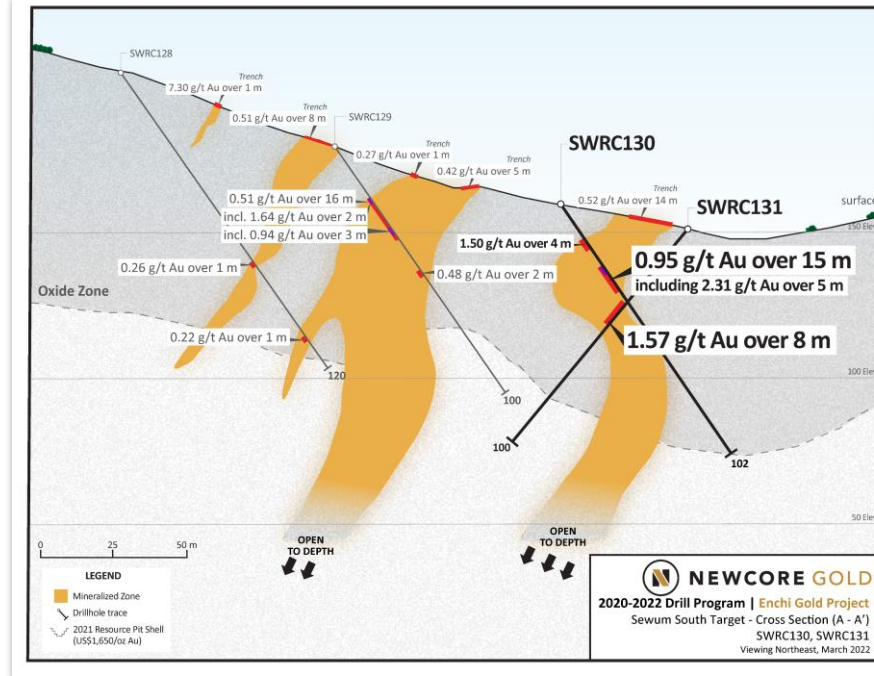 SWRC128
Trench
7.30 g/t Au over 1 m
Trench
0.51 g/t Au over 8 m
SWRC129
Trench
0.27 g/t Au over 1 m
Trench
0.42 g/t Au over 5 m
SWRC130
Trench
0.52 g/t Au over 14 m
SWRC131
surface
150 Elev
0.51 g/t Au over 16 m
incl. 1.64 g/t Au over 2 m
incl. 0.94 g/t Au over 3 m
1.50 g/t Au over 4 m
0.95 g/t Au over 15 m
including 2.31 g/t Au over 5 m
0.26 g/t Au over 1 m
0.48 g/t Au over 2 m
Oxide Zone
0.22 g/t Au over 1 m
1.57 g/t Au over 8 m
120
100 Elev
100
100
102
50 Elev
OPEN
TO DEPTH
OPEN
TO DEPTH
0 25 50 m
LEGEND
Mineralized Zone
Drillhole trace
2021 Resource Pit Shell
(US$1,650/oz Au)
N NEWCORE GOLD
2020-2022 Drill Program | Enchi Gold Project
Sewum South Target - Cross Section (A - A')
SWRC130, SWRC131
Viewing Northeast, March 2022